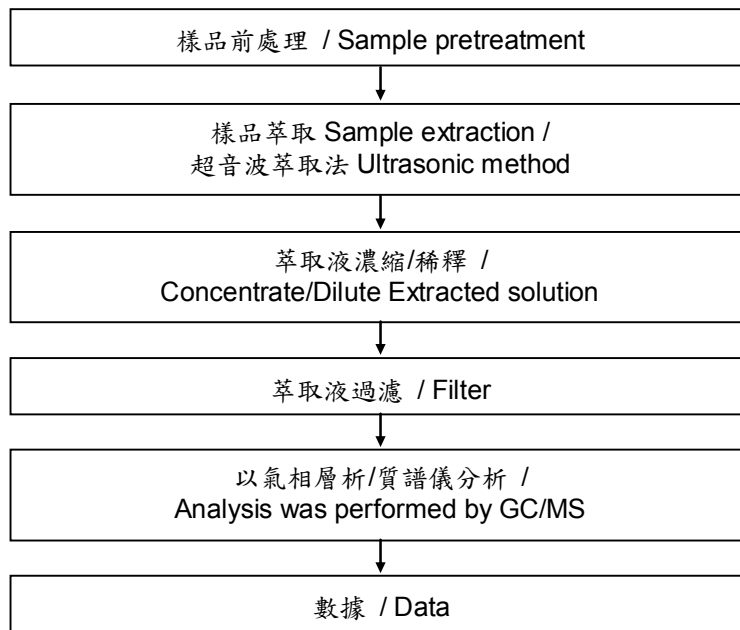 樣品前處理 / Sample pretreatment
樣品萃取 Sample extraction /
超音波萃取法 Ultrasonic method
萃取液濃縮/稀釋 /
Concentrate/Dilute Extracted solution
萃取液過濾 / Filter
以氣相層析/質譜儀分析 /
Analysis was performed by GC/MS
數據 / Data